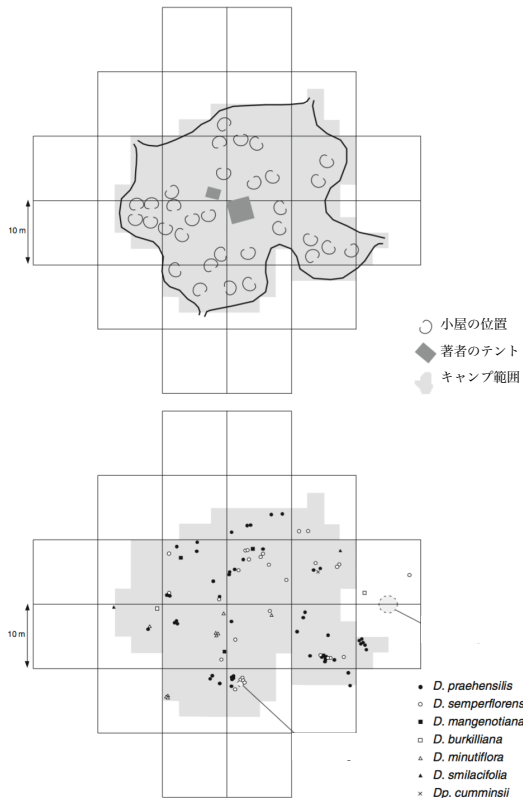 10 m
小屋の位置
著者のテント
キャンプ範囲
10 m
D. praehensilis
D. semperflorens
D. mangenotiana
D. burkilliana
D. minutiflora
D. smilacifolia
Dp. cumminsii